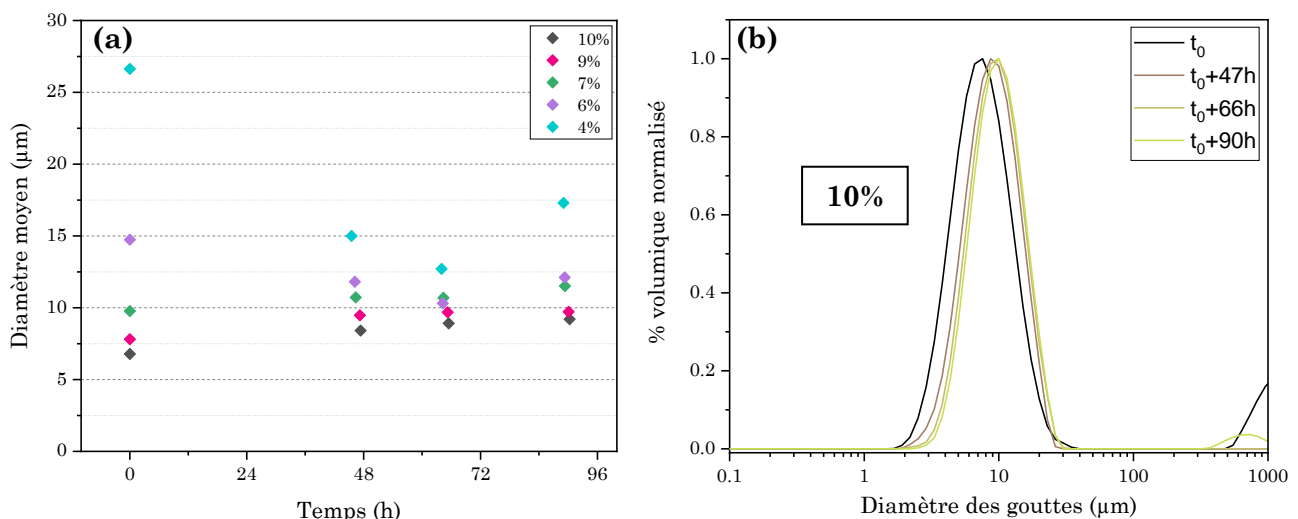 (a)
30
25
20
15
10
5
0
Diamètre moyen (µm)
0 24 48 72 96
Temps (h)
10%
9%
7%
6%
4%
(b)
1.0
0.8
0.6
0.4
0.2
0.0
% volumique normalisé
0.1 1 10 100 1000
Diamètre des gouttes (µm)
10%
t0
t0+47h
t0+66h
t0+90h